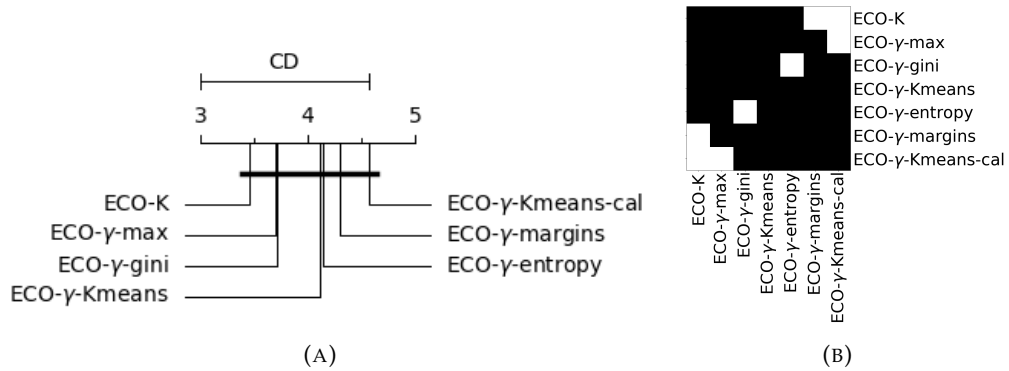 CD
3 4 5
ECO-K
ECO-γ-max
ECO-γ-gini
ECO-γ-Kmeans
ECO-γ-Kmeans-cal
ECO-γ-margins
ECO-γ-entropy
(A)
ECO-K
ECO-γ-max
ECO-γ-gini
ECO-γ-Kmeans
ECO-γ-entropy
ECO-γ-margins
ECO-γ-Kmeans-cal
ECO-K
ECO-γ-max
ECO-γ-gini
ECO-γ-Kmeans
ECO-γ-entropy
ECO-γ-margins
ECO-γ-Kmeans-cal
(B)